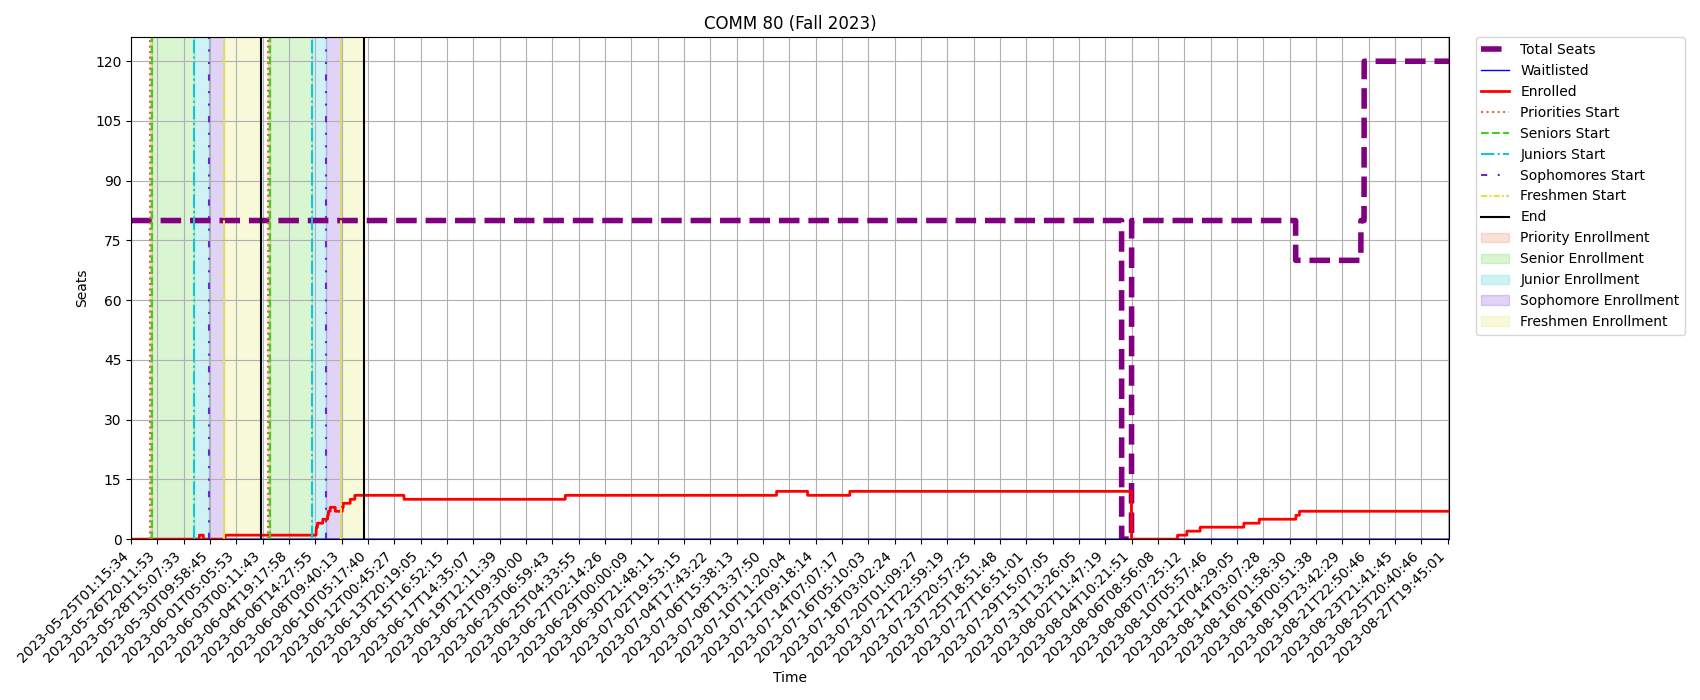 COMM 80 (Fall 2023)
Total Seats
Waitlisted
Enrolled
Priorities Start
Seniors Start
Juniors Start
Sophomores Start
Freshmen Start
End
Priority Enrollment
Senior Enrollment
Junior Enrollment
Sophomore Enrollment
Freshmen Enrollment
Seats
120
105
90
75
60
45
30
15
0
2023-05-25T01:15:34
2023-05-26T20:11:53
2023-05-28T15:07:33
2023-05-30T09:58:45
2023-06-01T05:05:53
2023-06-03T00:11:43
2023-06-04T19:17:58
2023-06-06T14:27:55
2023-06-08T09:40:13
2023-06-10T05:17:40
2023-06-12T00:45:27
2023-06-13T20:19:05
2023-06-15T16:52:15
2023-06-17T14:35:07
2023-06-19T12:11:39
2023-06-21T09:30:00
2023-06-23T06:59:43
2023-06-25T04:33:55
2023-06-27T02:14:26
2023-06-29T00:00:09
2023-06-30T21:48:11
2023-07-02T19:53:15
2023-07-04T17:43:22
2023-07-06T15:38:13
2023-07-08T13:37:50
2023-07-10T11:20:04
2023-07-12T09:18:14
2023-07-14T07:07:17
2023-07-16T05:10:03
2023-07-18T03:02:24
2023-07-20T01:09:27
2023-07-21T22:59:19
2023-07-23T20:57:25
2023-07-25T18:51:48
2023-07-27T16:51:01
2023-07-29T15:07:05
2023-07-31T13:26:05
2023-08-02T11:47:19
2023-08-04T10:21:51
2023-08-06T08:56:08
2023-08-08T07:25:12
2023-08-10T05:57:46
2023-08-12T04:29:05
2023-08-14T03:07:28
2023-08-16T01:58:30
2023-08-18T00:51:38
2023-08-19T23:42:29
2023-08-21T22:50:46
2023-08-23T21:41:45
2023-08-25T20:40:46
2023-08-27T19:45:01
Time